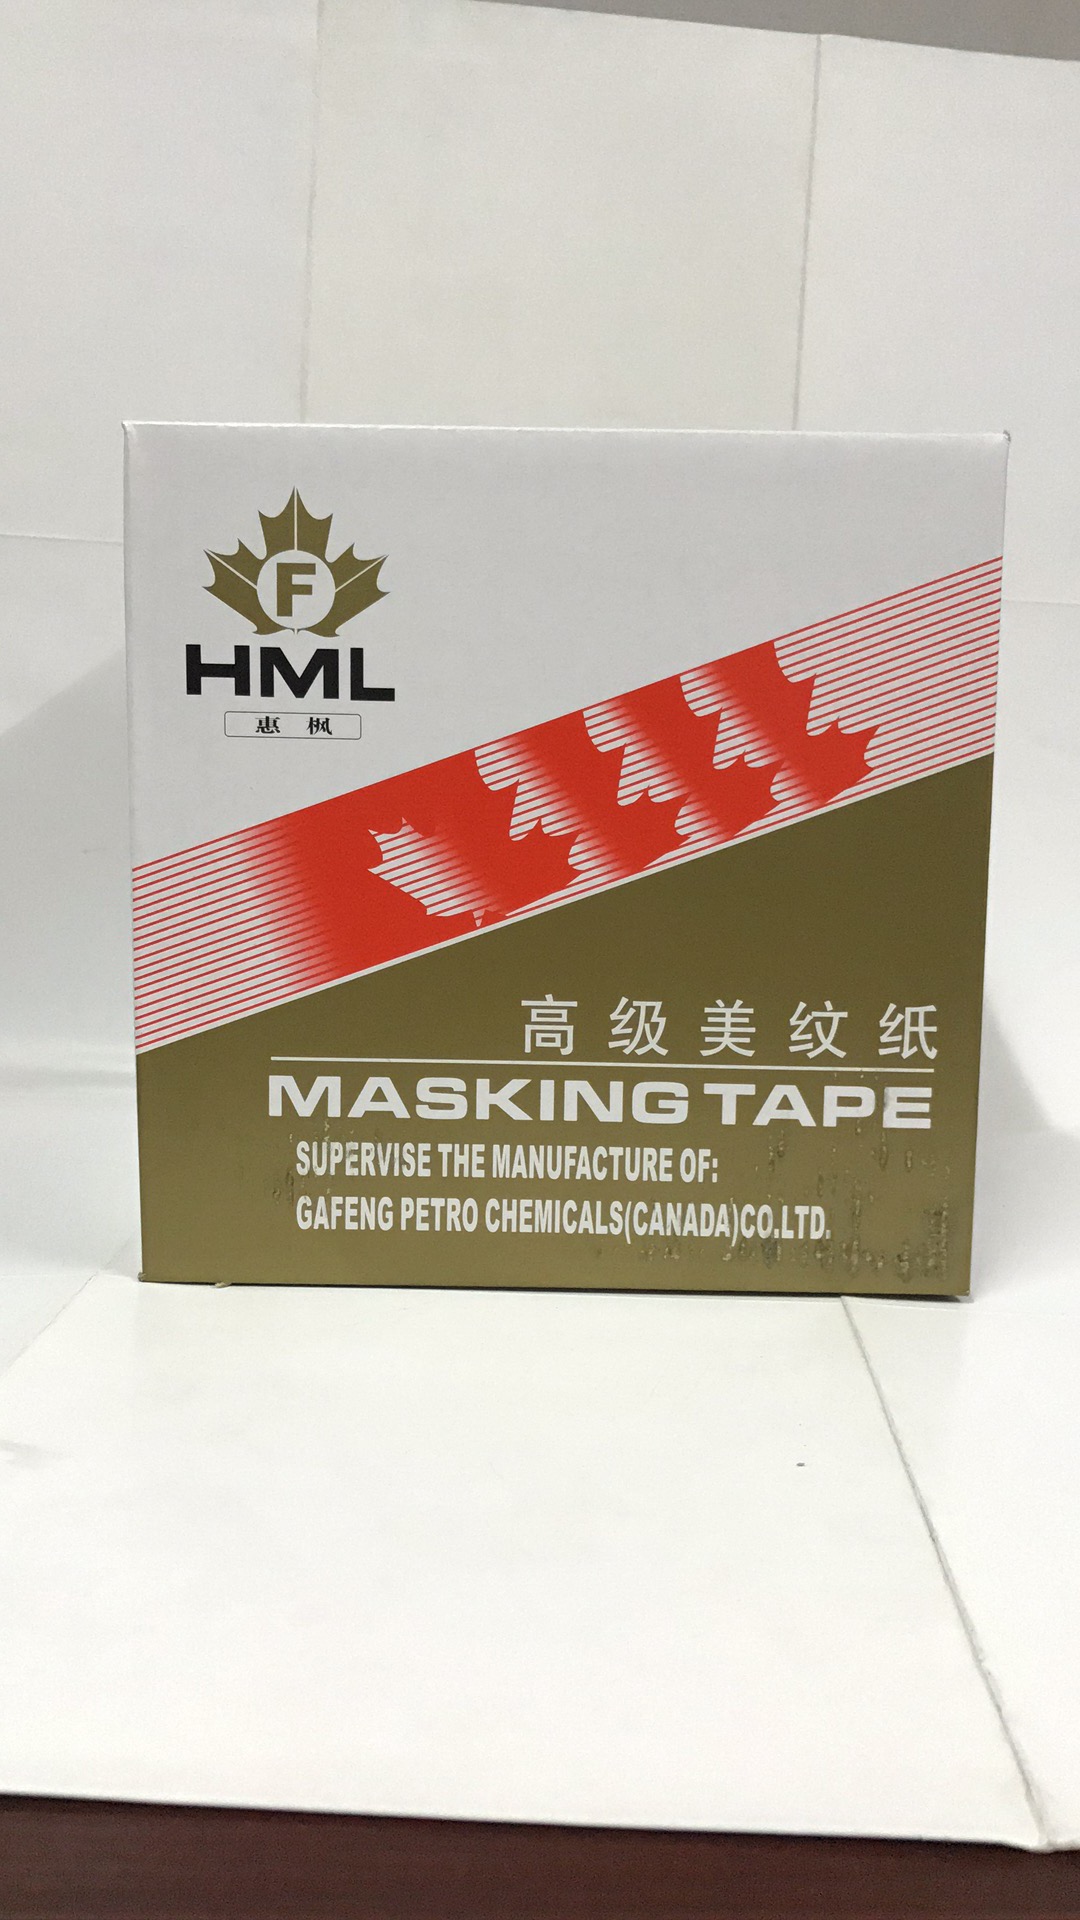 F
HML
惠 枫
高级美纹纸
MASKING TAPE
SUPERVISE THE MANUFACTURE OF:
GAFENG PETRO CHEMICALS(CANADA)CO.LTD.